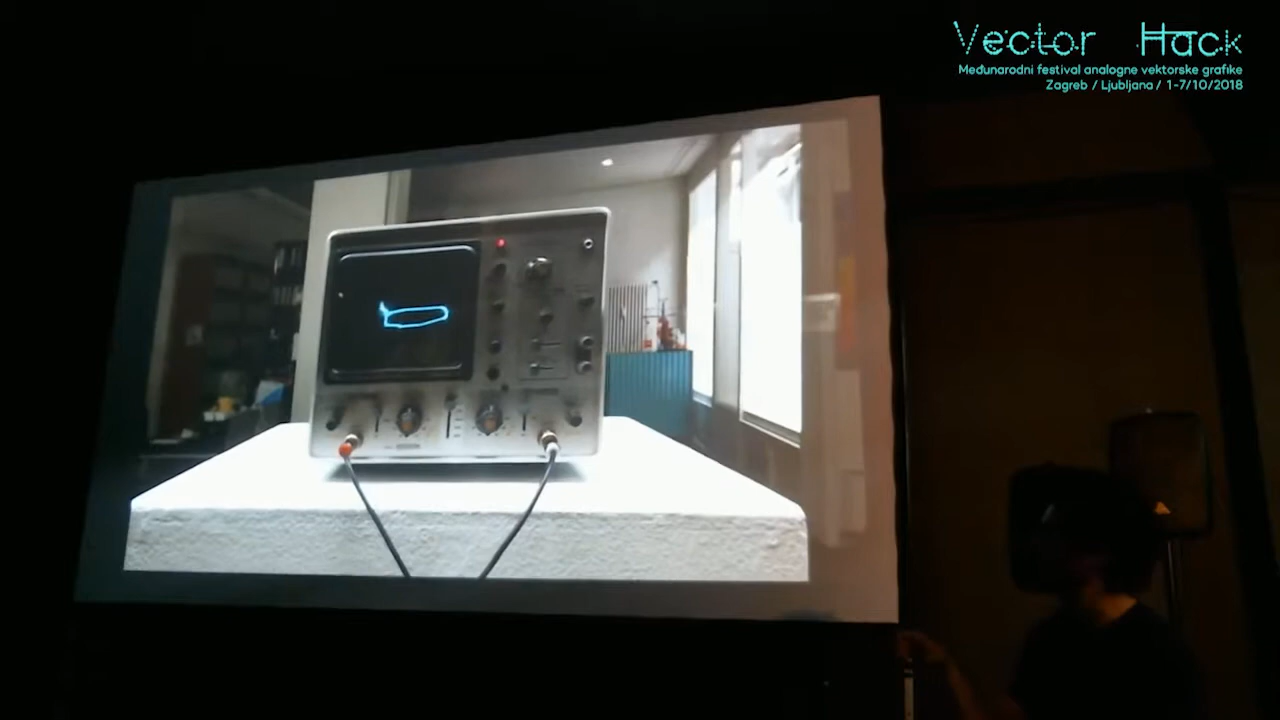 Vector Hack
Međunarodni festival analogne vektorske grafike
Zagreb / Ljubljana / 1-7/10/2018